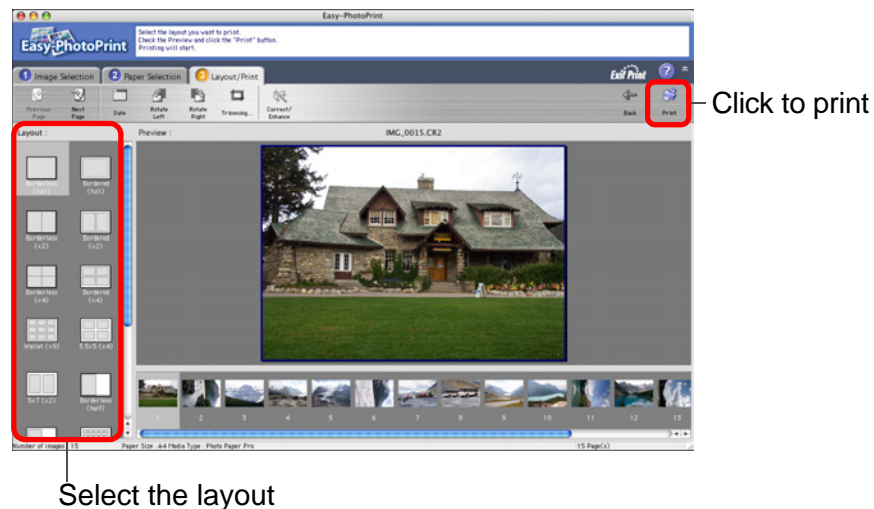 Easy-PhotoPrint
Easy-PhotoPrint
Select the layout you want to print.
Check the Preview and click the "Print" button.
Printing will start.
1 Image Selection
2 Paper Selection
3 Layout/Print
Exif Print
?
Previous Page
Next Page
Date
Rotate Left
Rotate Right
Trimming...
Correct/Enhance
Back
Print
Click to print
Layout :
Preview :
IMG_0015.CR2
Borderless (full)
Bordered (full)
Borderless (x2)
Bordered (x2)
Borderless (x4)
Bordered (x4)
Wallet (x9)
3.5x5 (x4)
5x7 (x2)
Borderless (half)
1 2 3 4 5 6 7 8 9 10 11 12 13
Number of images : 15
Paper Size : A4 Media Type : Photo Paper Pro
15 Page(s)
Select the layout